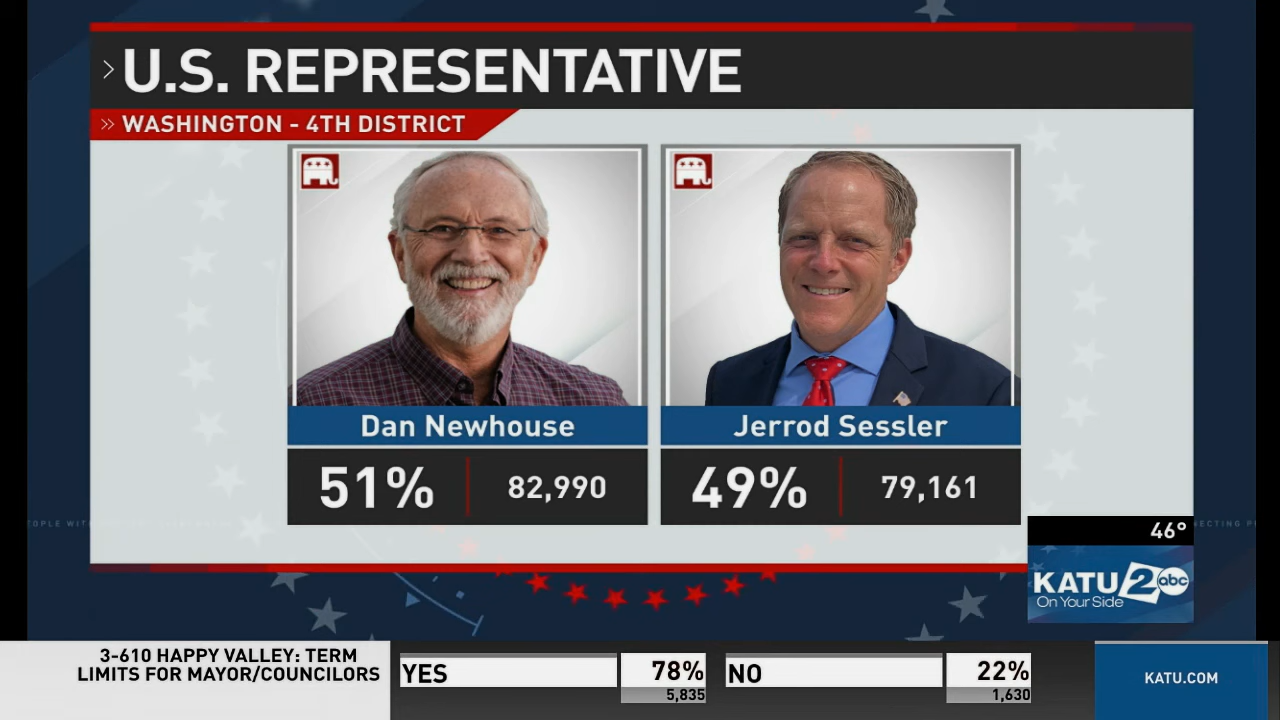 U.S. REPRESENTATIVE
WASHINGTON - 4TH DISTRICT
Dan Newhouse
Jerrod Sessler
51%
82,990
49%
79,161
46°
KATU 2 abc
On Your Side
3-610 HAPPY VALLEY: TERM
LIMITS FOR MAYOR/COUNCILORS
YES
78%
5,835
NO
22%
1,630
KATU.COM